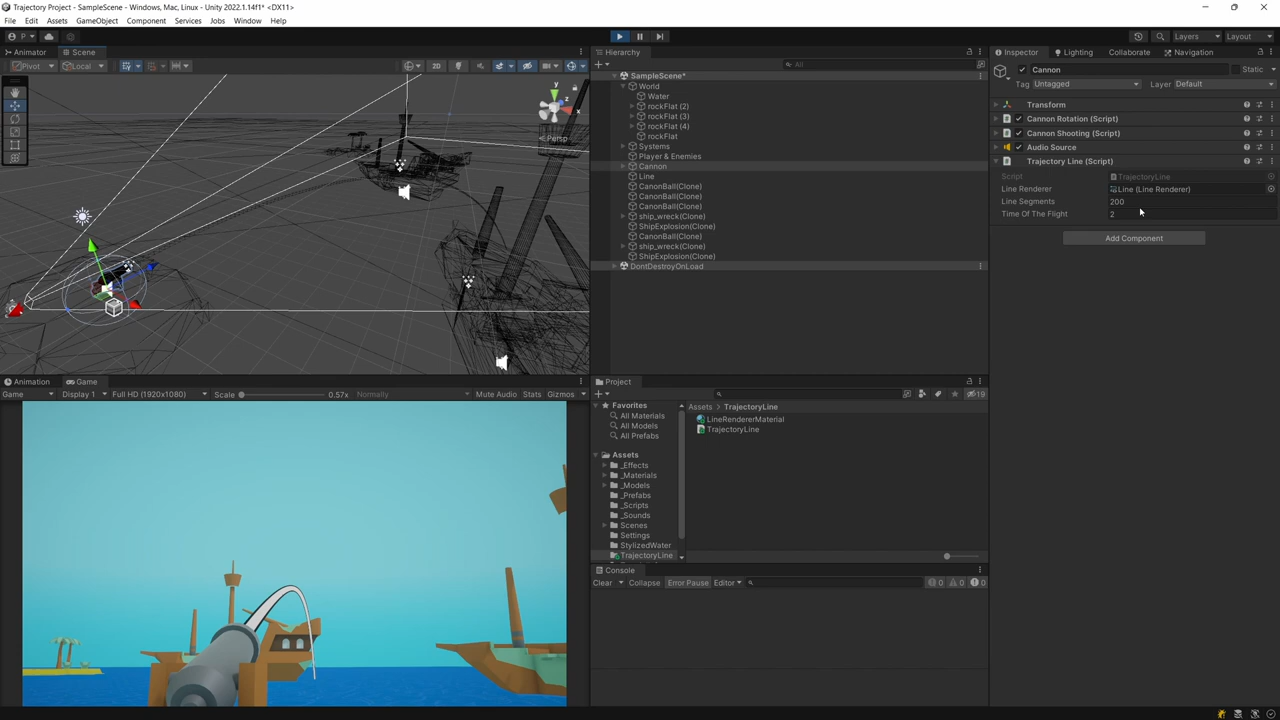 Trajectory Project - SampleScene - Windows, Mac, Linux - Unity 2022.1.14f1* <DX11>
File Edit Assets GameObject Component Services Jobs Window Help
P
Layers Layout
Animator Scene
Pivot Local 2D
y
x
Persp
Hierarchy
All
SampleScene*
World
Water
rockFlat (2)
rockFlat (3)
rockFlat (4)
rockFlat
Systems
Player & Enemies
Cannon
Line
CanonBall(Clone)
CanonBall(Clone)
CanonBall(Clone)
ship_wreck(Clone)
ShipExplosion(Clone)
CanonBall(Clone)
ship_wreck(Clone)
ShipExplosion(Clone)
DontDestroyOnLoad
Inspector Lighting Collaborate Navigation
Cannon Static
Tag Untagged Layer Default
Transform
Cannon Rotation (Script)
Cannon Shooting (Script)
Audio Source
Trajectory Line (Script)
Script TrajectoryLine
Line Renderer Line (Line Renderer)
Line Segments 200
Time Of The Flight 2
Add Component
Animation Game
Game Display 1 Full HD (1920x1080) Scale 0.57x Normally Mute Audio Stats Gizmos
Project
19
Favorites
All Materials
All Models
All Prefabs
Assets
_Effects
_Materials
_Models
_Prefabs
_Scripts
_Sounds
Scenes
Settings
StylizedWater
TrajectoryLine
Assets > TrajectoryLine
LineRendererMaterial
TrajectoryLine
Console
Clear Collapse Error Pause Editor 0 0 0